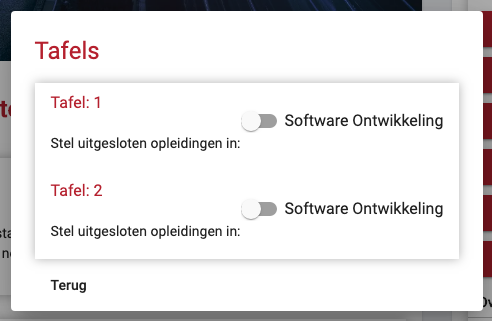 Tafels
Tafel: 1
Software Ontwikkeling
Stel uitgesloten opleidingen in:
Tafel: 2
Software Ontwikkeling
Stel uitgesloten opleidingen in:
Terug